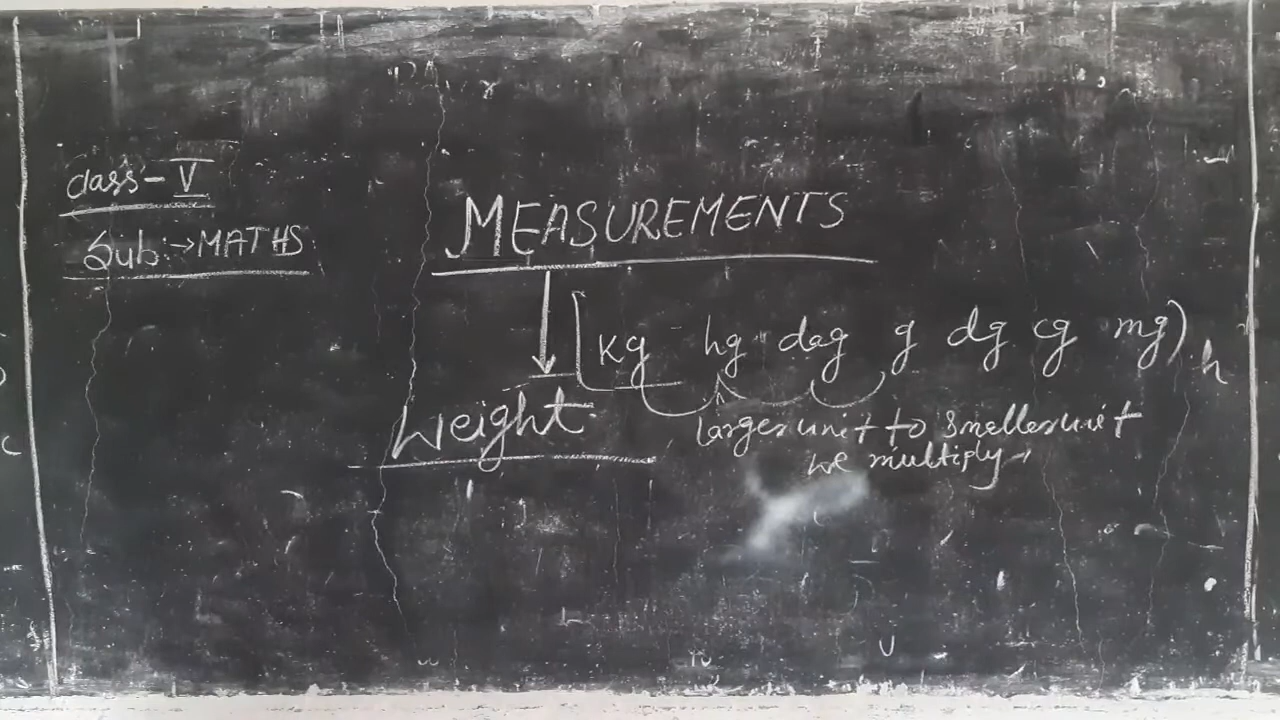 Class - V
Sub :→ MATHS
MEASUREMENTS
[kg hg dag g dg cg mg)
Weight
larger unit to smaller unit
we multiply